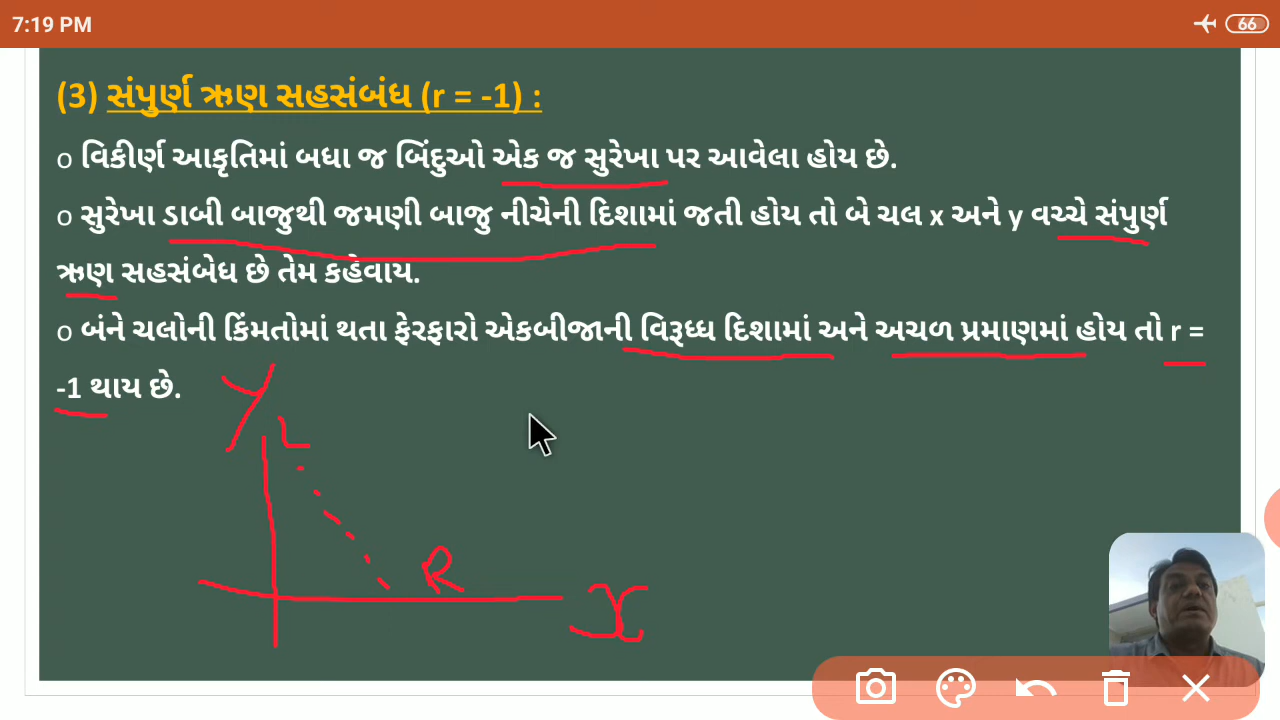 7:19 PM
66
(3) સંપુર્ણ ઋણ સહસંબંધ (r = -1) :
o વિકીર્ણ આકૃતિમાં બધા જ બિંદુઓ એક જ સુરેખા પર આવેલા હોય છે.
o સુરેખા ડાબી બાજુથી જમણી બાજુ નીચેની દિશામાં જતી હોય તો બે ચલ x અને y વચ્ચે સંપુર્ણ
ઋણ સહસંબેધ છે તેમ કહેવાય.
o બંને ચલોની કિંમતોમાં થતા ફેરફારો એકબીજાની વિરૂધ્ધ દિશામાં અને અચળ પ્રમાણમાં હોય તો r =
-1 થાય છે.
Y
L
R
X